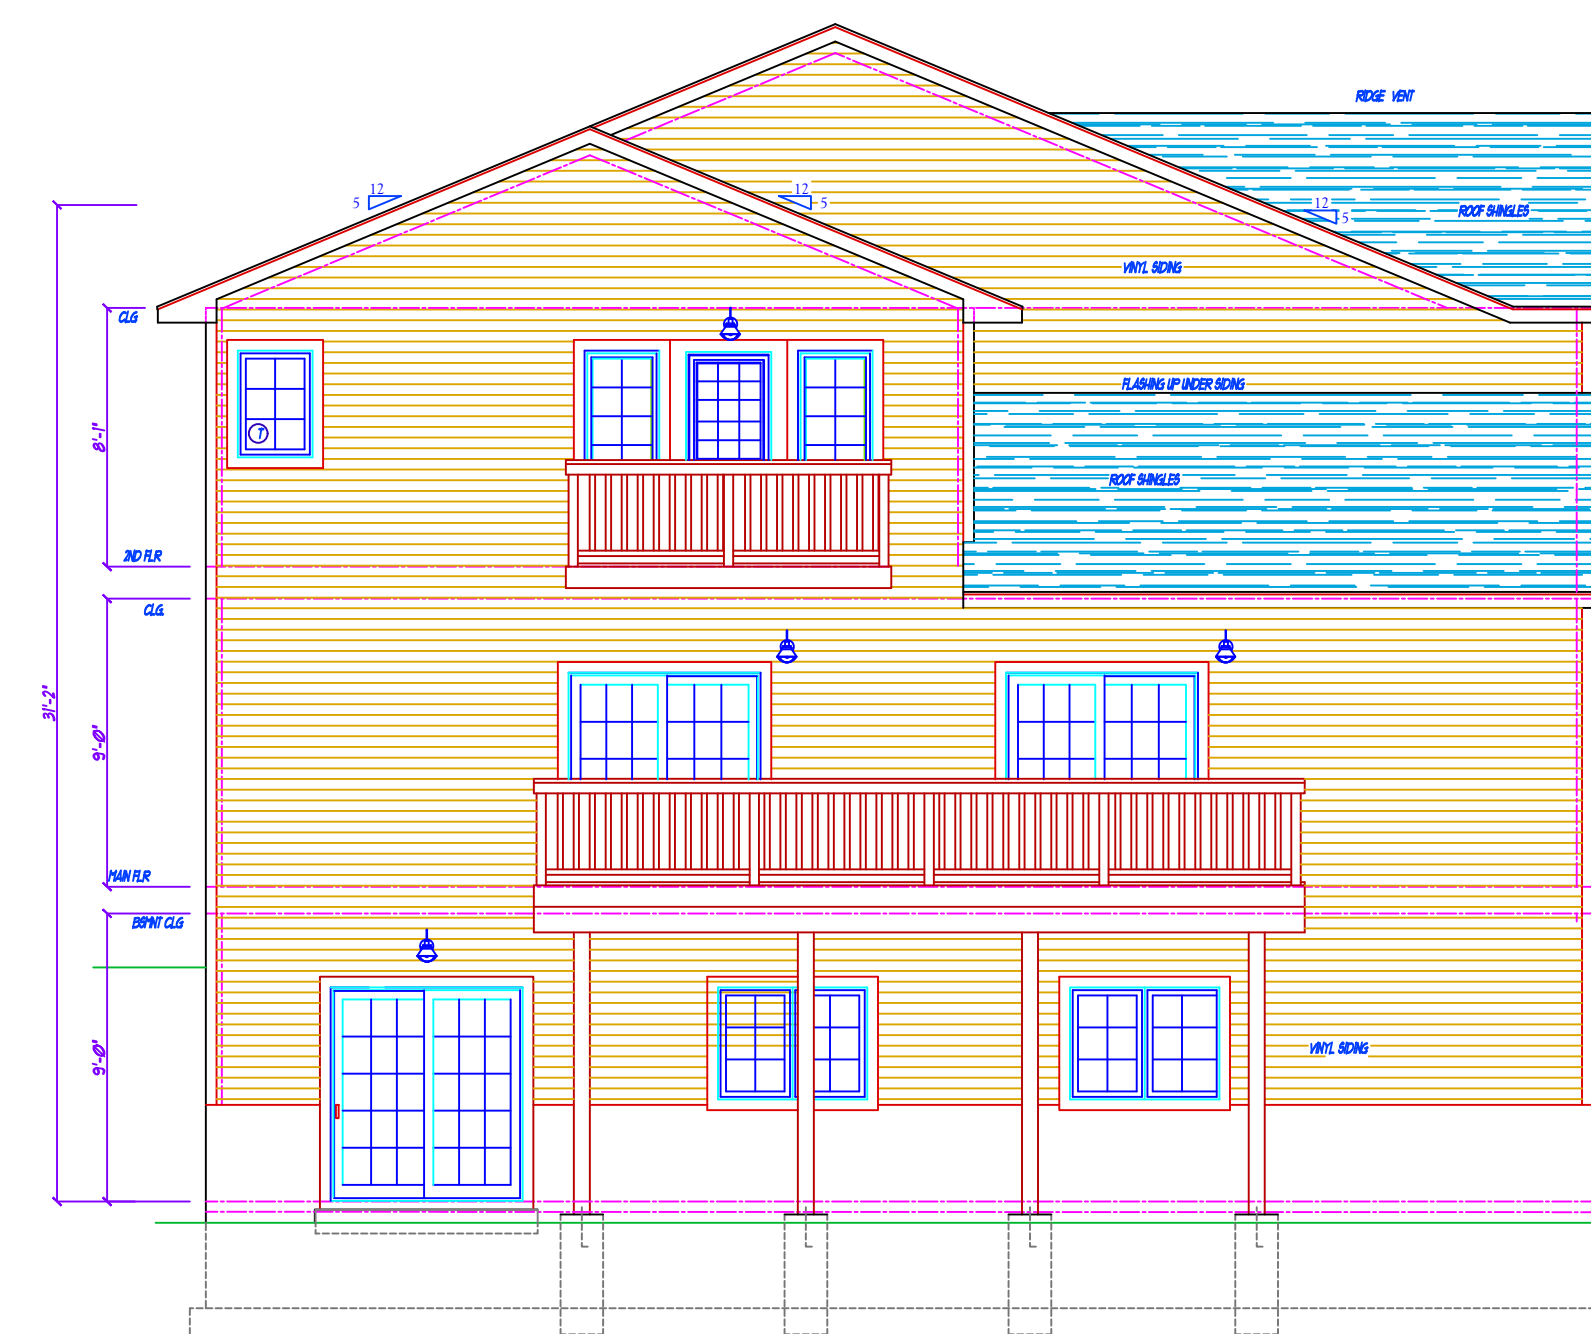 RIDGE VENT
12
5
12
5
12
5
ROOF SHINGLES
VINYL SIDING
CLG
FLASHING UP UNDER SIDING
8'-1"
T
ROOF SHINGLES
2ND FLR
CLG.
31'-2"
9'-0"
MAIN FLR
BSMNT CLG
9'-0"
VINYL SIDING